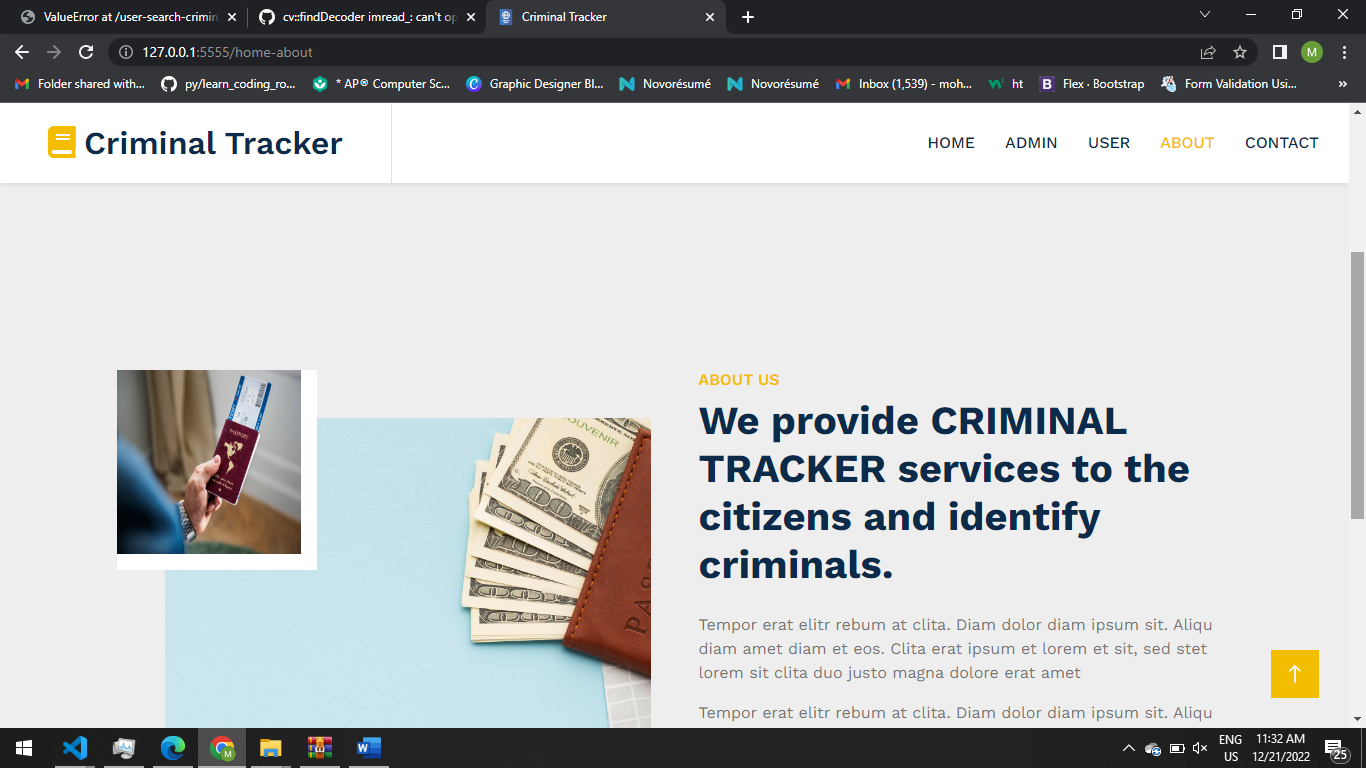 ValueError at /user-search-crimin
cv::findDecoder imread_: can't op
Criminal Tracker
127.0.0.1:5555/home-about
M
Folder shared with...
py/learn_coding_ro...
* AP® Computer Sc...
Graphic Designer Bl...
Novorésumé
Novorésumé
Inbox (1,539) - moh...
ht
Flex · Bootstrap
Form Validation Usi...
»
Criminal Tracker
HOME
ADMIN
USER
ABOUT
CONTACT
PASSPORT
SOUVENIR
100
PASS
ABOUT US
We provide CRIMINAL
TRACKER services to the
citizens and identify
criminals.
Tempor erat elitr rebum at clita. Diam dolor diam ipsum sit. Aliqu
diam amet diam et eos. Clita erat ipsum et lorem et sit, sed stet
lorem sit clita duo justo magna dolore erat amet
Tempor erat elitr rebum at clita. Diam dolor diam ipsum sit. Aliqu
ENG
US
11:32 AM
12/21/2022
25